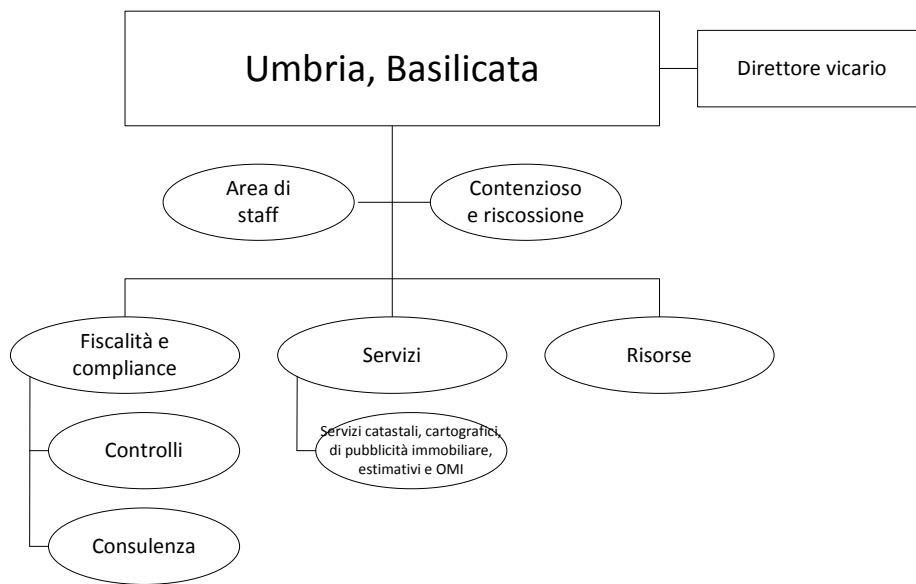 Umbria, Basilicata
Direttore vicario
Area di
staff
Contenzioso
e riscossione
Fiscalità e
compliance
Servizi
Risorse
Controlli
Servizi catastali, cartografici,
di pubblicità immobiliare,
estimativi e OMI
Consulenza